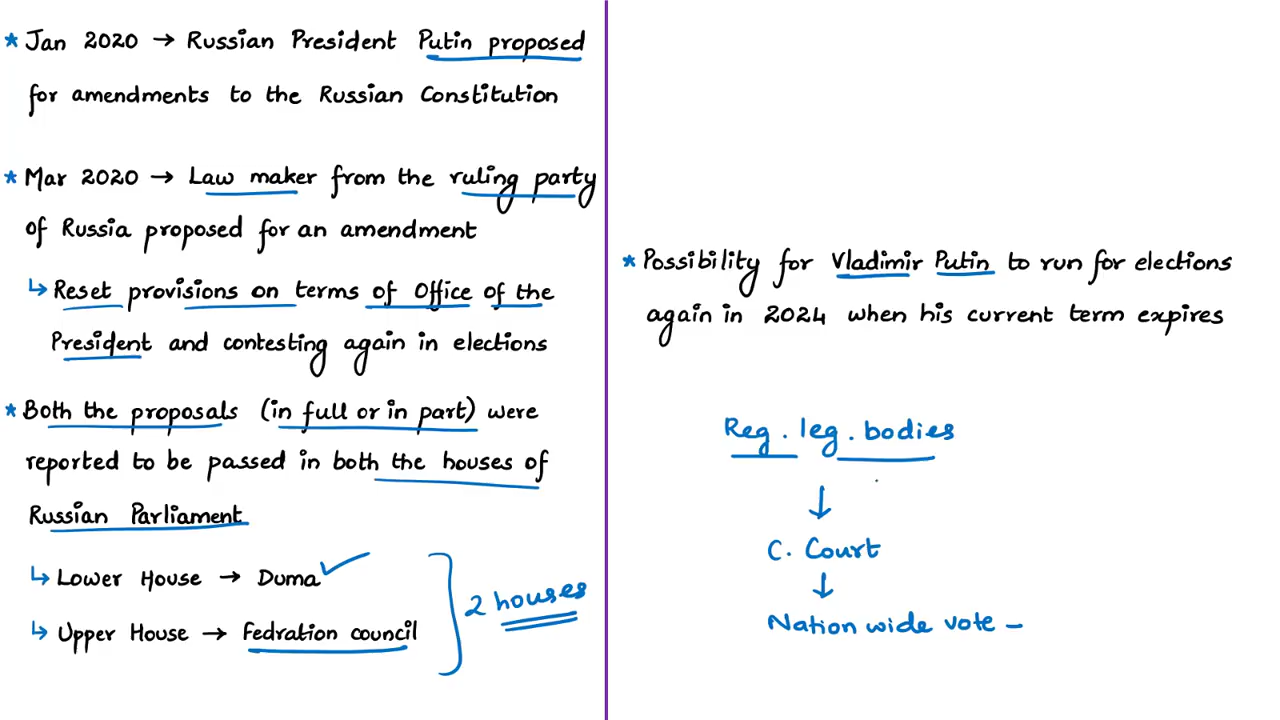 * Jan 2020 → Russian President Putin proposed
for amendments to the Russian Constitution
* Mar 2020 → Law maker from the ruling party
of Russia proposed for an amendment
↳ Reset provisions on terms of Office of the
President and contesting again in elections
* Both the proposals (in full or in part) were
reported to be passed in both the houses of
Russian Parliament
↳ Lower House → Duma ✓
↳ Upper House → Fedration council
2 houses
* Possibility for Vladimir Putin to run for elections
again in 2024 when his current term expires
Reg. leg. bodies
↓
C. Court
↓
Nation wide vote –